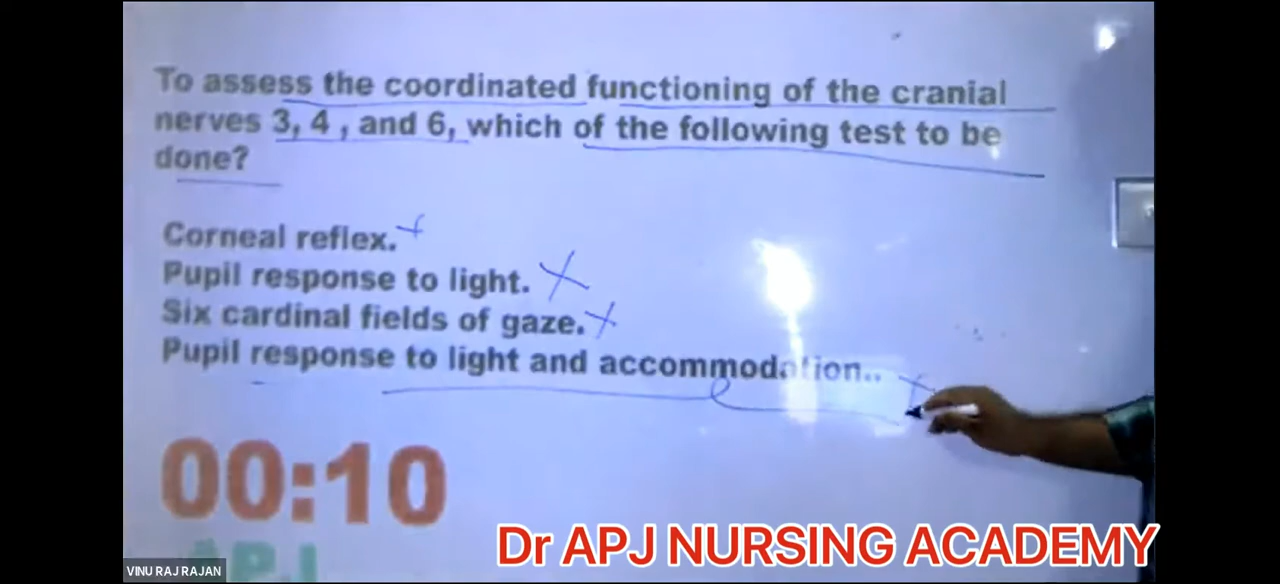 To assess the coordinated functioning of the cranial
nerves 3, 4 , and 6, which of the following test to be
done?
Corneal reflex.
Pupil response to light.
Six cardinal fields of gaze.
Pupil response to light and accommodation..
00:10
APJ
Dr APJ NURSING ACADEMY
VINU RAJ RAJAN